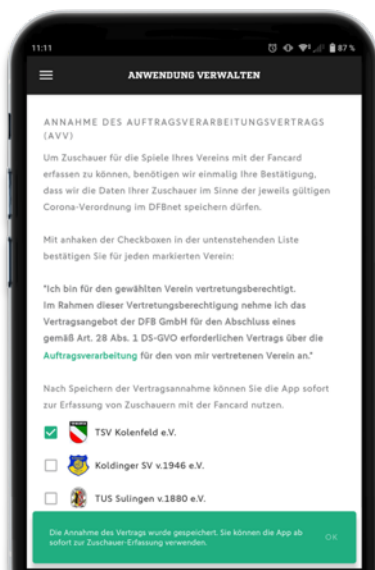 11:11
87 %
ANWENDUNG VERWALTEN
ANNAHME DES AUFTRAGSVERARBEITUNGSVERTRAGS
(AVV)
Um Zuschauer für die Spiele Ihres Vereins mit der Fancard
erfassen zu können, benötigen wir einmalig Ihre Bestätigung,
dass wir die Daten Ihrer Zuschauer im Sinne der jeweils gültigen
Corona-Verordnung im DFBnet speichern dürfen.
Mit anhaken der Checkboxen in der untenstehenden Liste
bestätigen Sie für jeden markierten Verein:
"Ich bin für den gewählten Verein vertretungsberechtigt.
Im Rahmen dieser Vertretungsberechtigung nehme ich das
Vertragsangebot der DFB GmbH für den Abschluss eines
gemäß Art. 28 Abs. 1 DS-GVO erforderlichen Vertrags über die
Auftragsverarbeitung für den von mir vertretenen Verein an."
Nach Speichern der Vertragsannahme können Sie die App sofort
zur Erfassung von Zuschauern mit der Fancard nutzen.
TSV Kolenfeld e.V.
Koldinger SV v.1946 e.V.
TUS Sulingen v.1880 e.V.
Die Annahme des Vertrags wurde gespeichert. Sie können die App ab
sofort zur Zuschauer-Erfassung verwenden.
OK